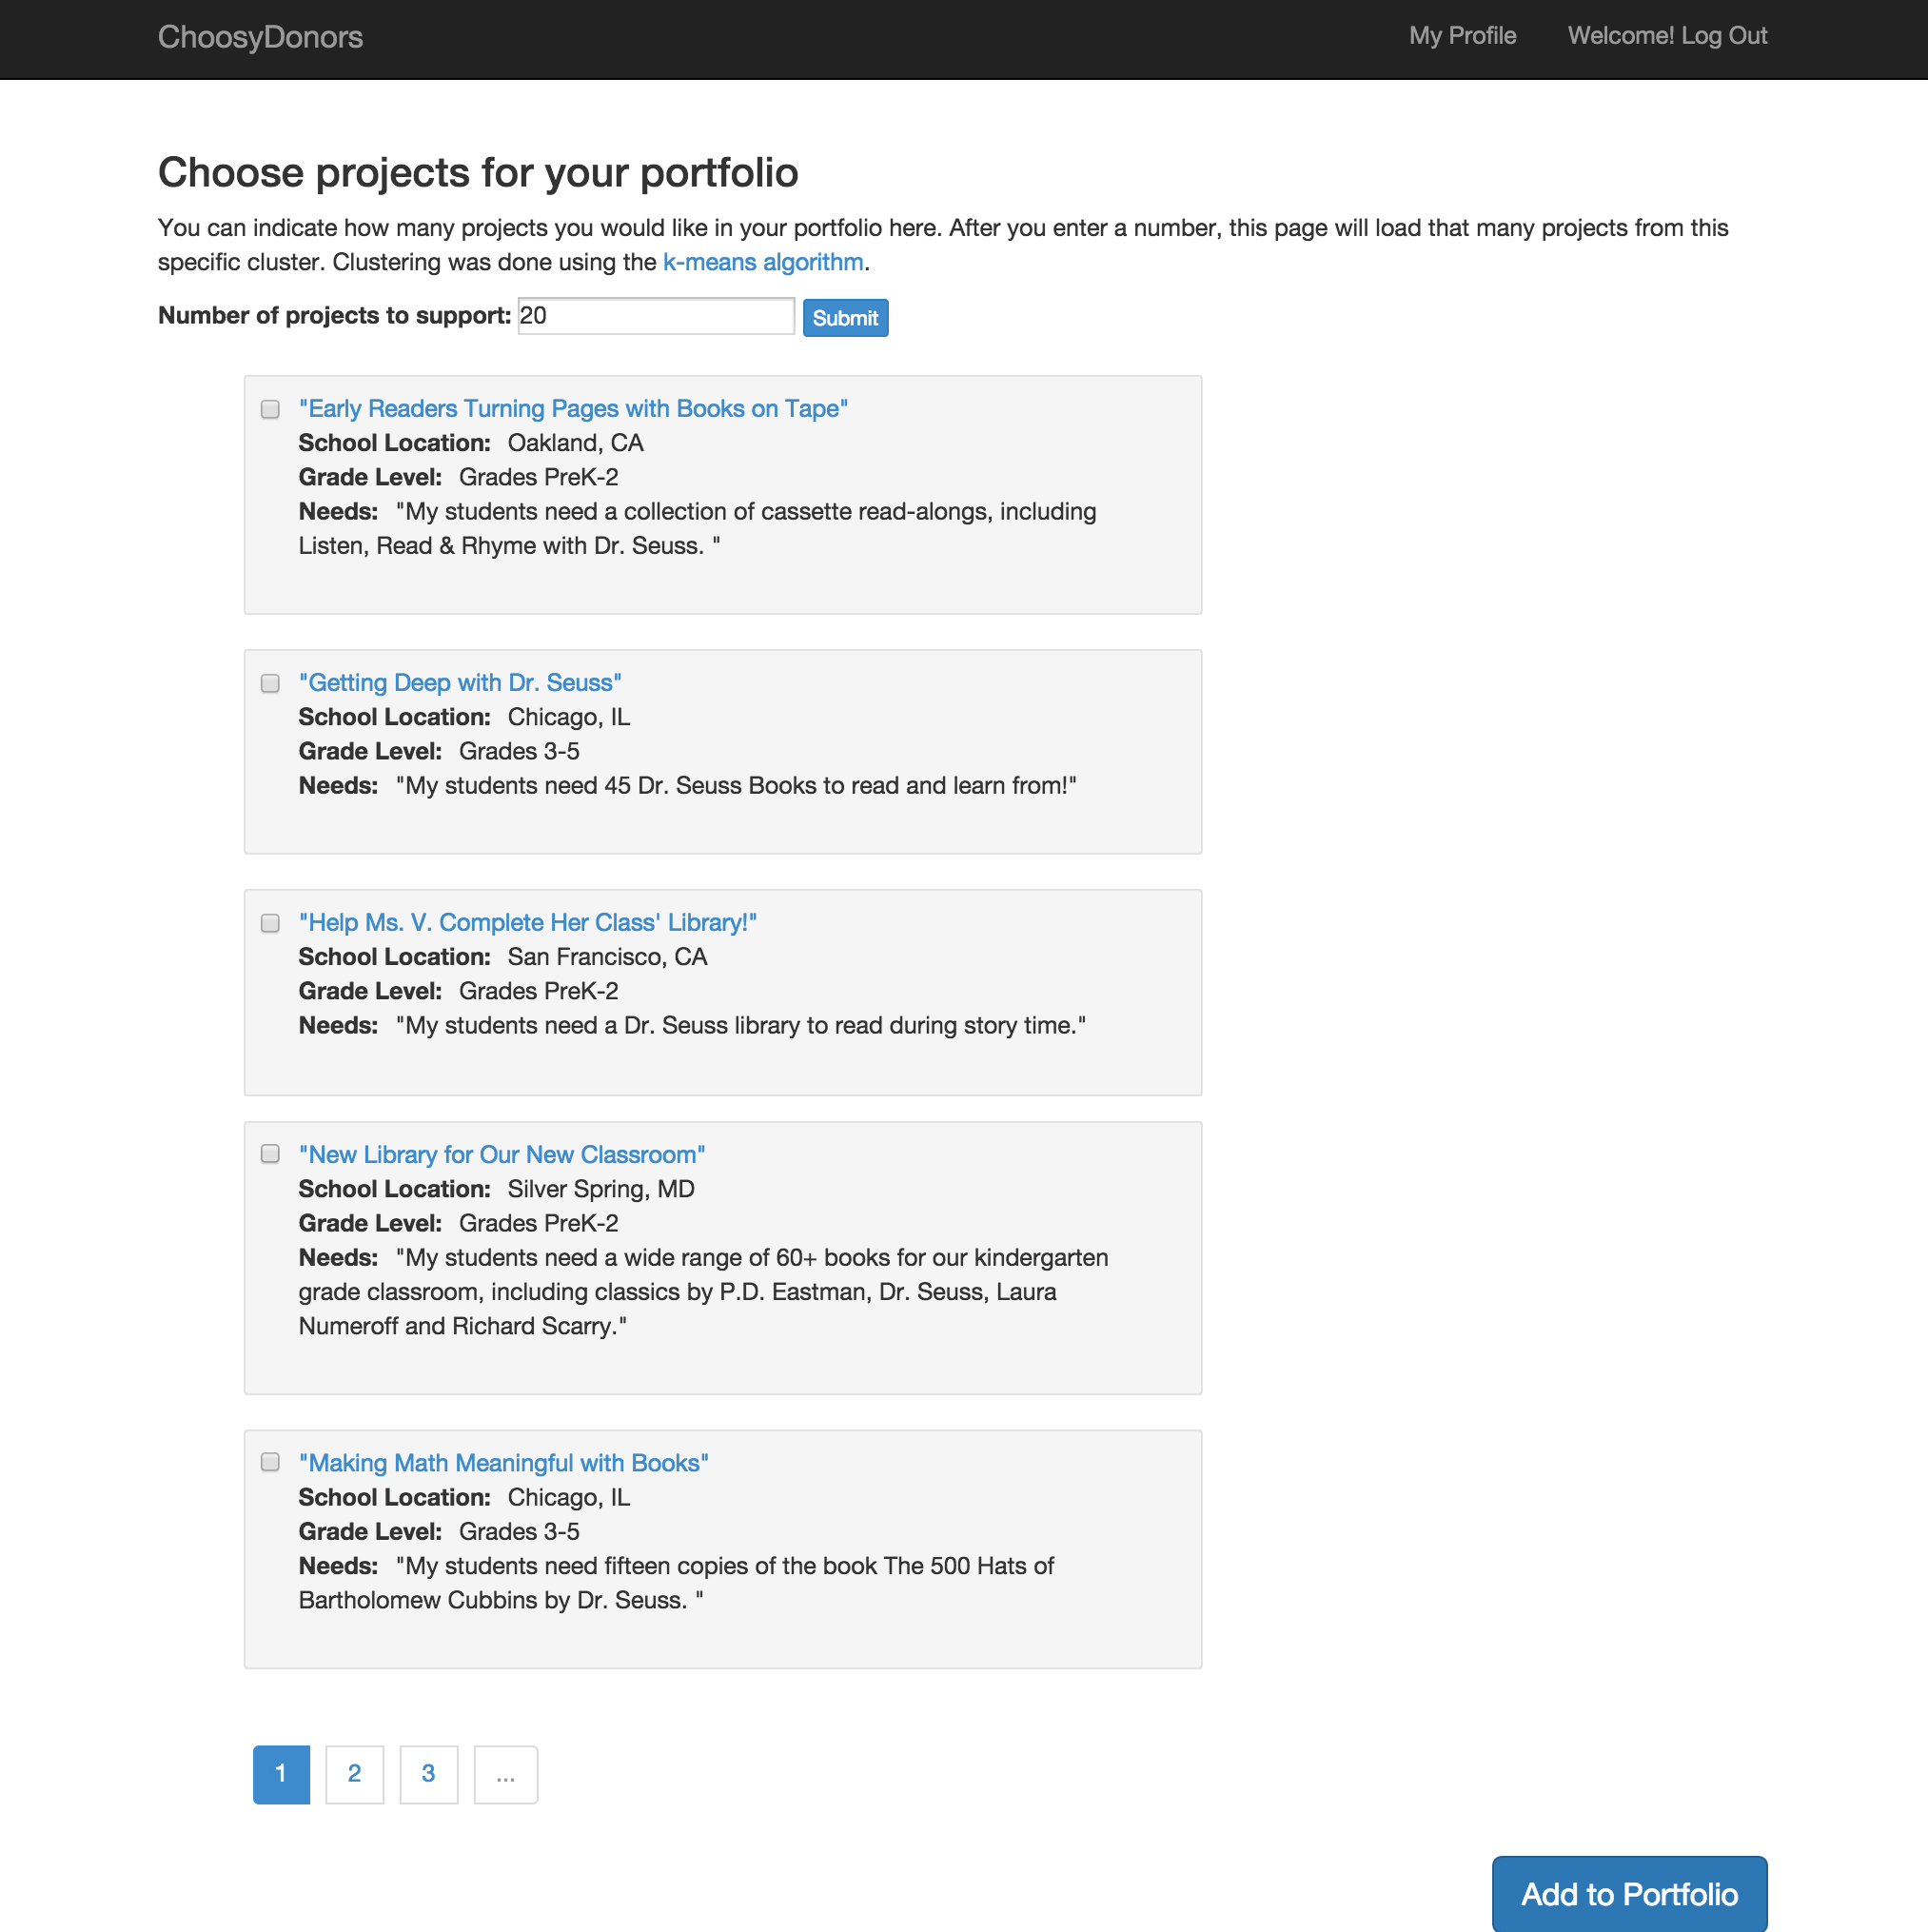 ChoosyDonors My Profile Welcome! Log Out
Choose projects for your portfolio
You can indicate how many projects you would like in your portfolio here. After you enter a number, this page will load that many projects from this
specific cluster. Clustering was done using the k-means algorithm.
Number of projects to support: 20 Submit
"Early Readers Turning Pages with Books on Tape"
School Location: Oakland, CA
Grade Level: Grades PreK-2
Needs: "My students need a collection of cassette read-alongs, including
Listen, Read & Rhyme with Dr. Seuss. "
"Getting Deep with Dr. Seuss"
School Location: Chicago, IL
Grade Level: Grades 3-5
Needs: "My students need 45 Dr. Seuss Books to read and learn from!"
"Help Ms. V. Complete Her Class' Library!"
School Location: San Francisco, CA
Grade Level: Grades PreK-2
Needs: "My students need a Dr. Seuss library to read during story time."
"New Library for Our New Classroom"
School Location: Silver Spring, MD
Grade Level: Grades PreK-2
Needs: "My students need a wide range of 60+ books for our kindergarten
grade classroom, including classics by P.D. Eastman, Dr. Seuss, Laura
Numeroff and Richard Scarry."
"Making Math Meaningful with Books"
School Location: Chicago, IL
Grade Level: Grades 3-5
Needs: "My students need fifteen copies of the book The 500 Hats of
Bartholomew Cubbins by Dr. Seuss. "
1 2 3 ...
Add to Portfolio